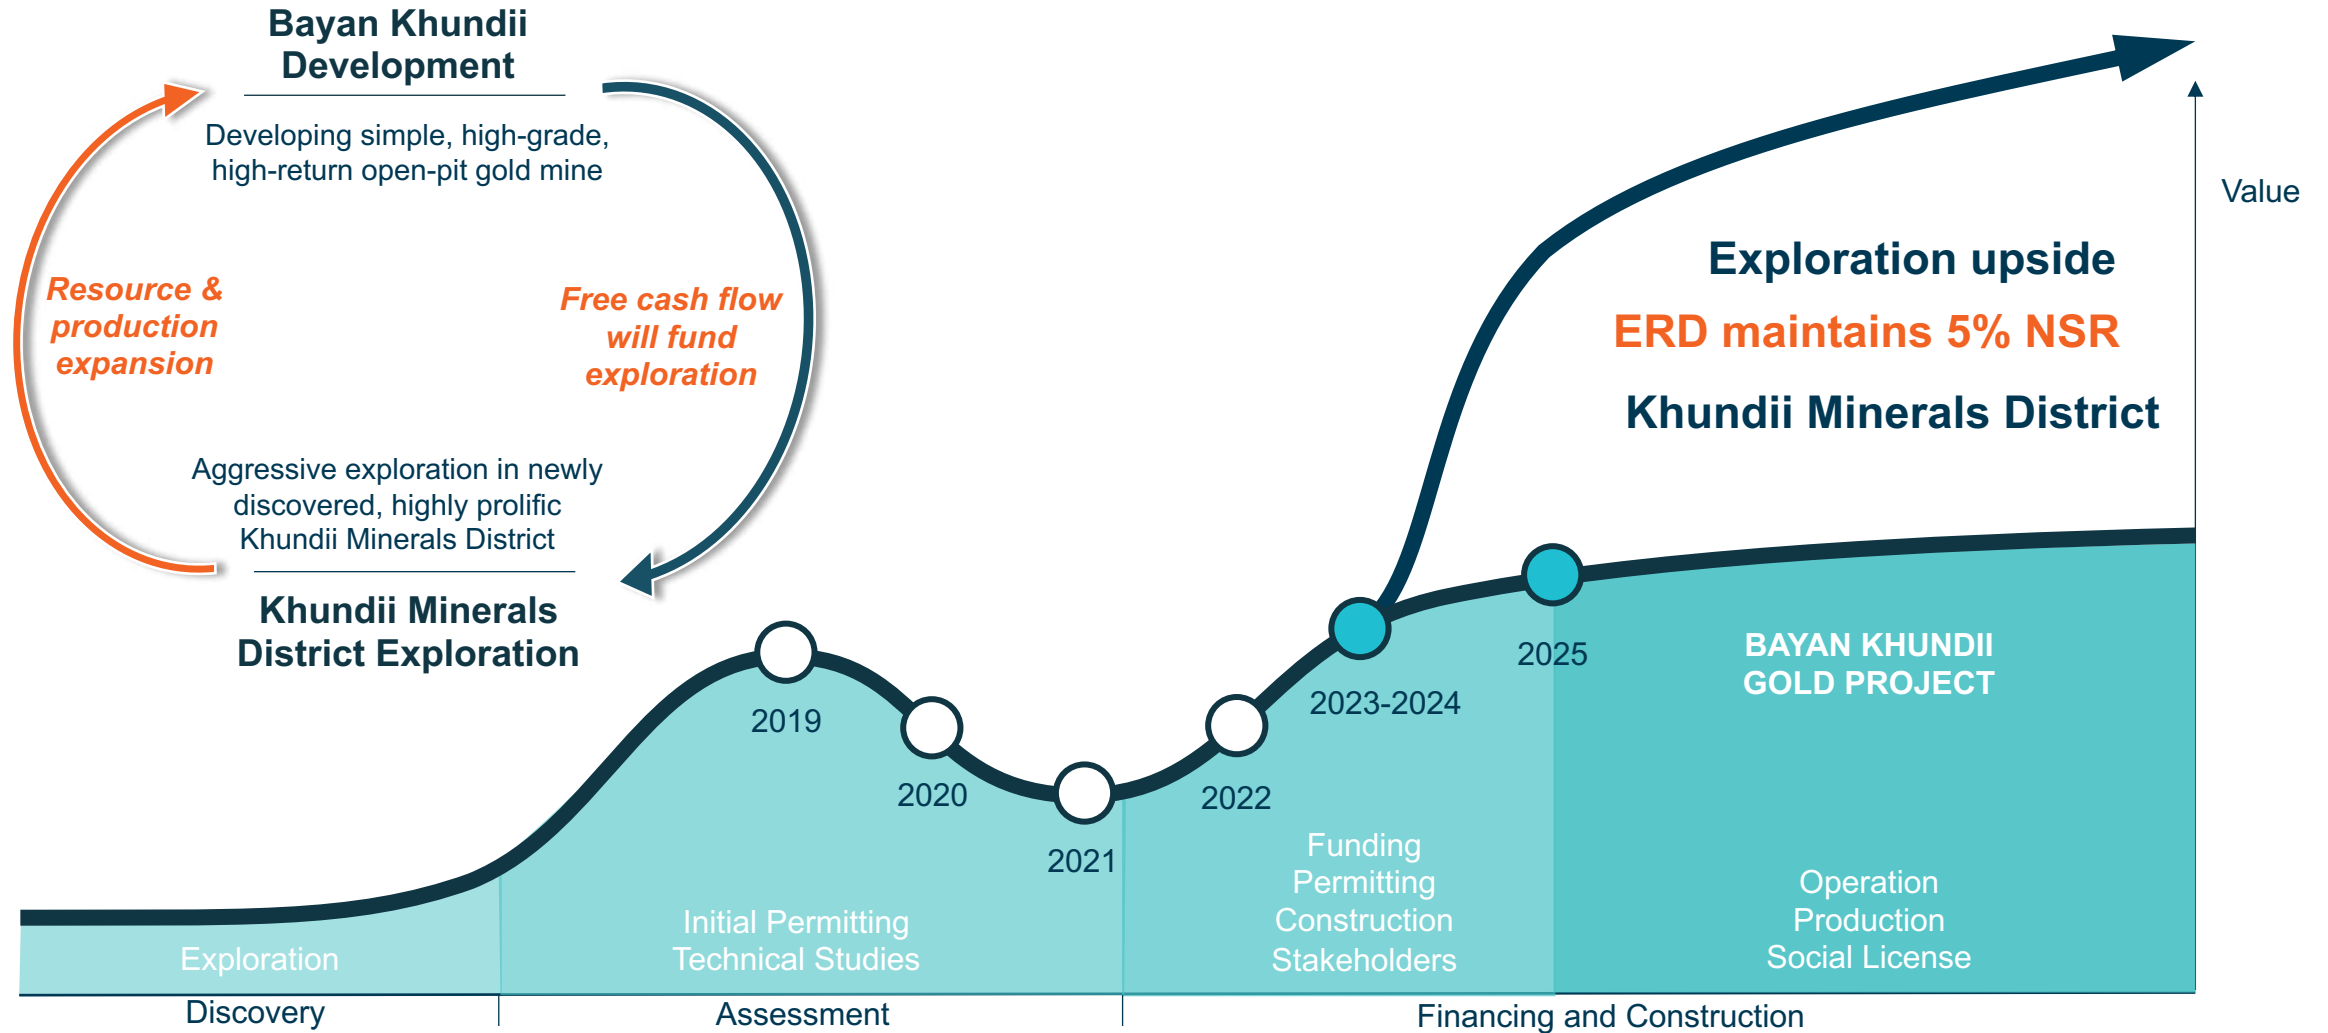 Bayan Khundii
Development
Developing simple, high-grade,
high-return open-pit gold mine
Resource &
production
expansion
Free cash flow
will fund
exploration
Aggressive exploration in newly
discovered, highly prolific
Khundii Minerals District
Khundii Minerals
District Exploration
Value
Exploration upside
ERD maintains 5% NSR
Khundii Minerals District
2019
2020
2021
2022
2023-2024
2025
BAYAN KHUNDII
GOLD PROJECT
Exploration
Initial Permitting
Technical Studies
Funding
Permitting
Construction
Stakeholders
Operation
Production
Social License
Discovery
Assessment
Financing and Construction